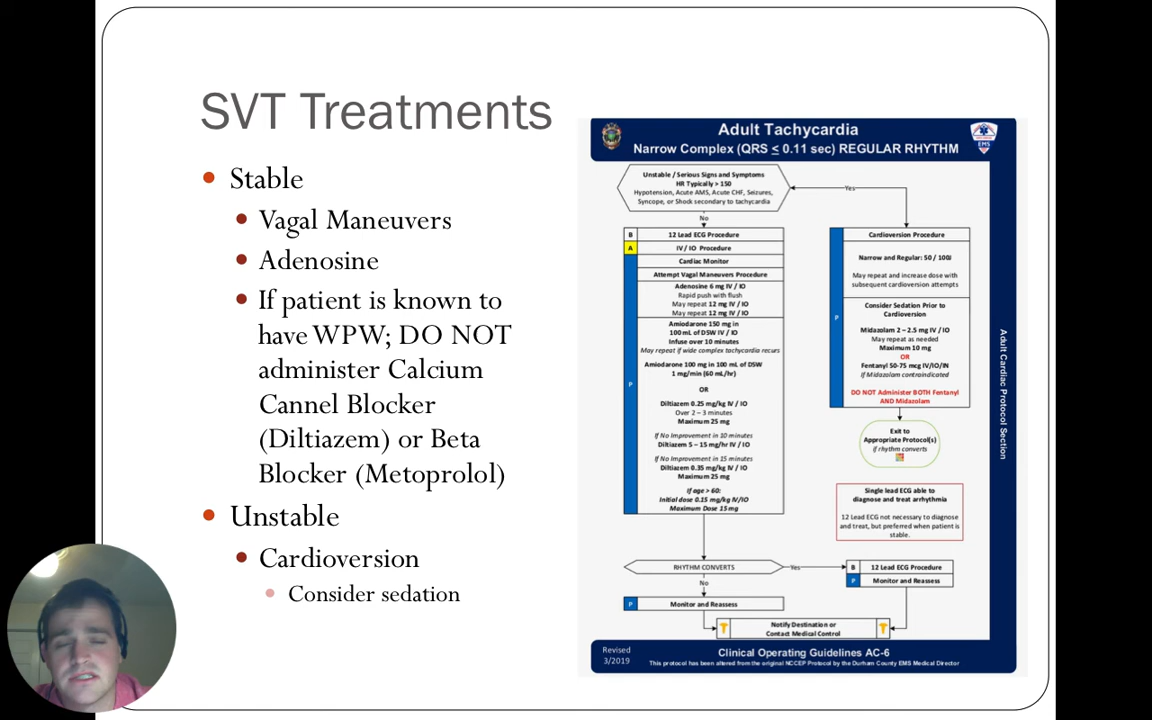 SVT Treatments
Stable
Vagal Maneuvers
Adenosine
If patient is known to
have WPW; DO NOT
administer Calcium
Cannel Blocker
(Diltiazem) or Beta
Blocker (Metoprolol)
Unstable
Cardioversion
Consider sedation
Adult Tachycardia
Narrow Complex (QRS ≤ 0.11 sec) REGULAR RHYTHM
EMS
Unstable / Serious Signs and Symptoms
HR Typically > 150
Hypotension, Acute AMS, Acute CHF, Seizures,
Syncope, or Shock secondary to tachycardia
Yes
No
B
12 Lead ECG Procedure
A
IV / IO Procedure
Cardiac Monitor
Attempt Vagal Maneuvers Procedure
Adenosine 6 mg IV / IO
Rapid push with flush
May repeat 12 mg IV / IO
May repeat 12 mg IV / IO
Amiodarone 150 mg in
100 mL of D5W IV / IO
Infuse over 10 minutes
May repeat if wide complex tachycardia recurs
Amiodarone 100 mg in 100 mL of D5W
1 mg/min (60 mL/hr)
P
OR
Diltiazem 0.25 mg/kg IV / IO
Over 2 – 3 minutes
Maximum 25 mg
If No Improvement in 10 minutes
Diltiazem 5 – 15 mg/hr IV / IO
If No Improvement in 15 minutes
Diltiazem 0.35 mg/kg IV / IO
Maximum 25 mg
If age > 60:
Initial dose 0.15 mg/kg IV/IO
Maximum Dose 15 mg
Cardioversion Procedure
Narrow and Regular: 50 / 100J
May repeat and increase dose with
subsequent cardioversion attempts
P
Consider Sedation Prior to
Cardioversion
Midazolam 2 – 2.5 mg IV / IO
May repeat as needed
Maximum 10 mg
OR
Fentanyl 50-75 mcg IV/IO/IN
If Midazolam contraindicated
DO NOT Administer BOTH Fentanyl
AND Midazolam
Exit to
Appropriate Protocol(s)
if rhythm converts
Single lead ECG able to
diagnose and treat arrhythmia
12 Lead ECG not necessary to diagnose
and treat, but preferred when patient is
stable.
Adult Cardiac Protocol Section
RHYTHM CONVERTS
Yes
B
12 Lead ECG Procedure
P
Monitor and Reassess
No
P
Monitor and Reassess
Notify Destination or
Contact Medical Control
Revised
3/2019
Clinical Operating Guidelines AC-6
This protocol has been altered from the original NCCEP Protocol by the Durham County EMS Medical Director